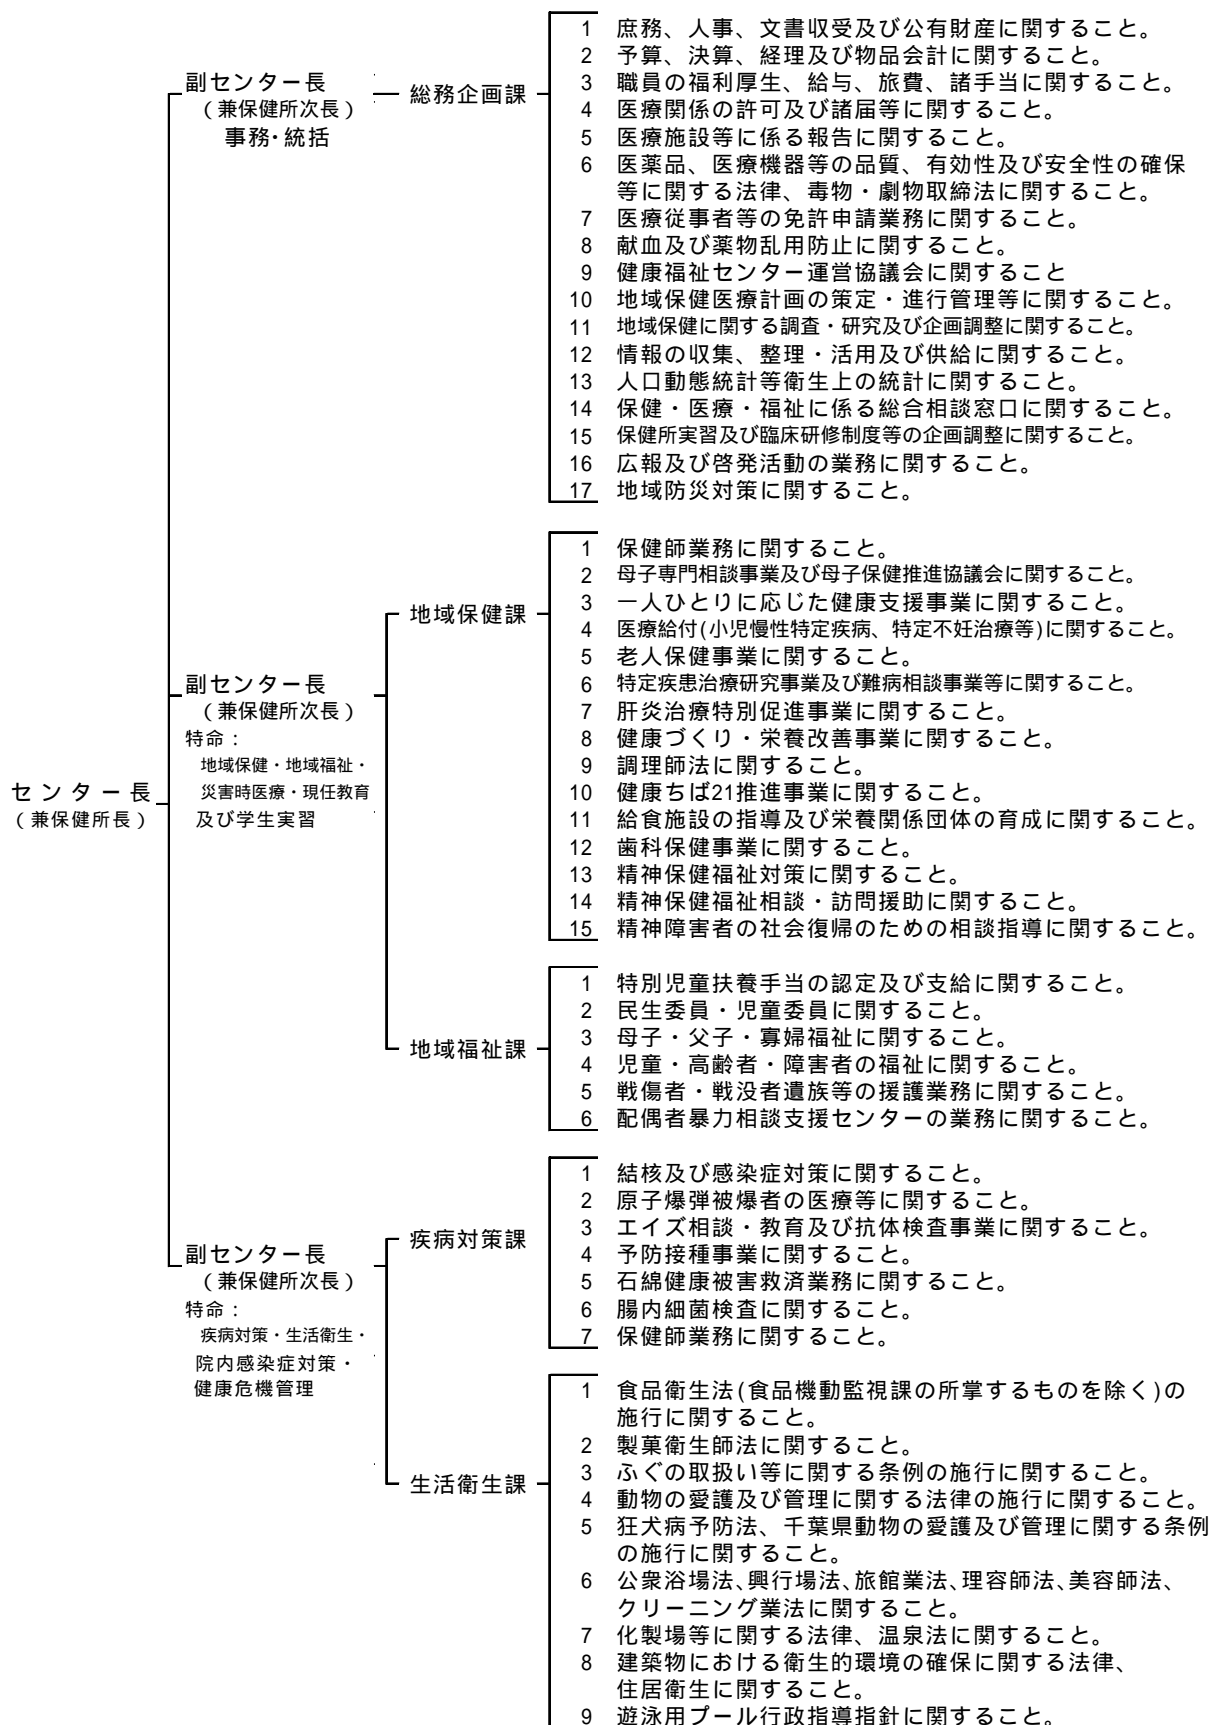 センター長
（兼保健所長）
副センター長
（兼保健所次長）
事務・統括
総務企画課
1 庶務、人事、文書収受及び公有財産に関すること。
2 予算、決算、経理及び物品会計に関すること。
3 職員の福利厚生、給与、旅費、諸手当に関すること。
4 医療関係の許可及び諸届等に関すること。
5 医療施設等に係る報告に関すること。
6 医薬品、医療機器等の品質、有効性及び安全性の確保
等に関する法律、毒物・劇物取締法に関すること。
7 医療従事者等の免許申請業務に関すること。
8 献血及び薬物乱用防止に関すること。
9 健康福祉センター運営協議会に関すること
10 地域保健医療計画の策定・進行管理等に関すること。
11 地域保健に関する調査・研究及び企画調整に関すること。
12 情報の収集、整理・活用及び供給に関すること。
13 人口動態統計等衛生上の統計に関すること。
14 保健・医療・福祉に係る総合相談窓口に関すること。
15 保健所実習及び臨床研修制度等の企画調整に関すること。
16 広報及び啓発活動の業務に関すること。
17 地域防災対策に関すること。
副センター長
（兼保健所次長）
特命：
地域保健・地域福祉・
災害時医療・現任教育
及び学生実習
地域保健課
1 保健師業務に関すること。
2 母子専門相談事業及び母子保健推進協議会に関すること。
3 一人ひとりに応じた健康支援事業に関すること。
4 医療給付(小児慢性特定疾病、特定不妊治療等)に関すること。
5 老人保健事業に関すること。
6 特定疾患治療研究事業及び難病相談事業等に関すること。
7 肝炎治療特別促進事業に関すること。
8 健康づくり・栄養改善事業に関すること。
9 調理師法に関すること。
10 健康ちば21推進事業に関すること。
11 給食施設の指導及び栄養関係団体の育成に関すること。
12 歯科保健事業に関すること。
13 精神保健福祉対策に関すること。
14 精神保健福祉相談・訪問援助に関すること。
15 精神障害者の社会復帰のための相談指導に関すること。
地域福祉課
1 特別児童扶養手当の認定及び支給に関すること。
2 民生委員・児童委員に関すること。
3 母子・父子・寡婦福祉に関すること。
4 児童・高齢者・障害者の福祉に関すること。
5 戦傷者・戦没者遺族等の援護業務に関すること。
6 配偶者暴力相談支援センターの業務に関すること。
副センター長
（兼保健所次長）
特命：
疾病対策・生活衛生・
院内感染症対策・
健康危機管理
疾病対策課
1 結核及び感染症対策に関すること。
2 原子爆弾被爆者の医療等に関すること。
3 エイズ相談・教育及び抗体検査事業に関すること。
4 予防接種事業に関すること。
5 石綿健康被害救済業務に関すること。
6 腸内細菌検査に関すること。
7 保健師業務に関すること。
生活衛生課
1 食品衛生法(食品機動監視課の所掌するものを除く)の
施行に関すること。
2 製菓衛生師法に関すること。
3 ふぐの取扱い等に関する条例の施行に関すること。
4 動物の愛護及び管理に関する法律の施行に関すること。
5 狂犬病予防法、千葉県動物の愛護及び管理に関する条例
の施行に関すること。
6 公衆浴場法、興行場法、旅館業法、理容師法、美容師法、
クリーニング業法に関すること。
7 化製場等に関する法律、温泉法に関すること。
8 建築物における衛生的環境の確保に関する法律、
住居衛生に関すること。
9 遊泳用プール行政指導指針に関すること。